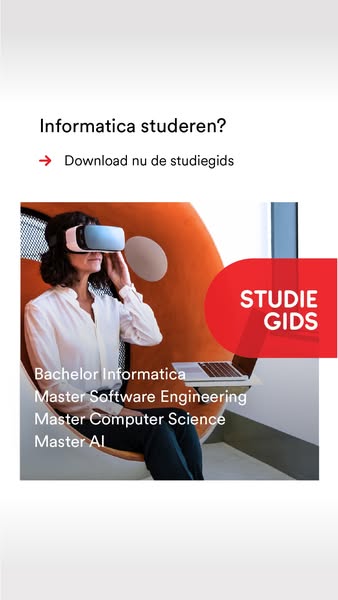 Informatica studeren?
Download nu de studiegids
STUDIE
GIDS
Bachelor Informatica
Master Software Engineering
Master Computer Science
Master AI